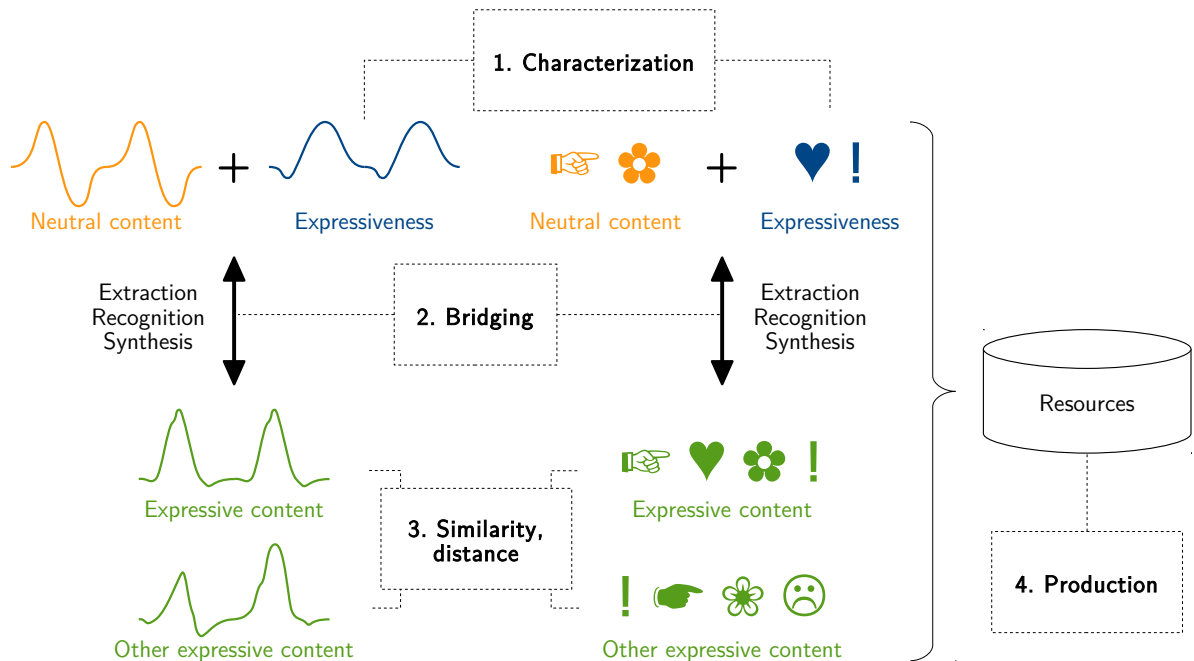 1. Characterization
Neutral content
Expressiveness
Neutral content
Expressiveness
Extraction
Recognition
Synthesis
2. Bridging
Extraction
Recognition
Synthesis
Resources
Expressive content
Expressive content
3. Similarity,
distance
4. Production
Other expressive content
Other expressive content